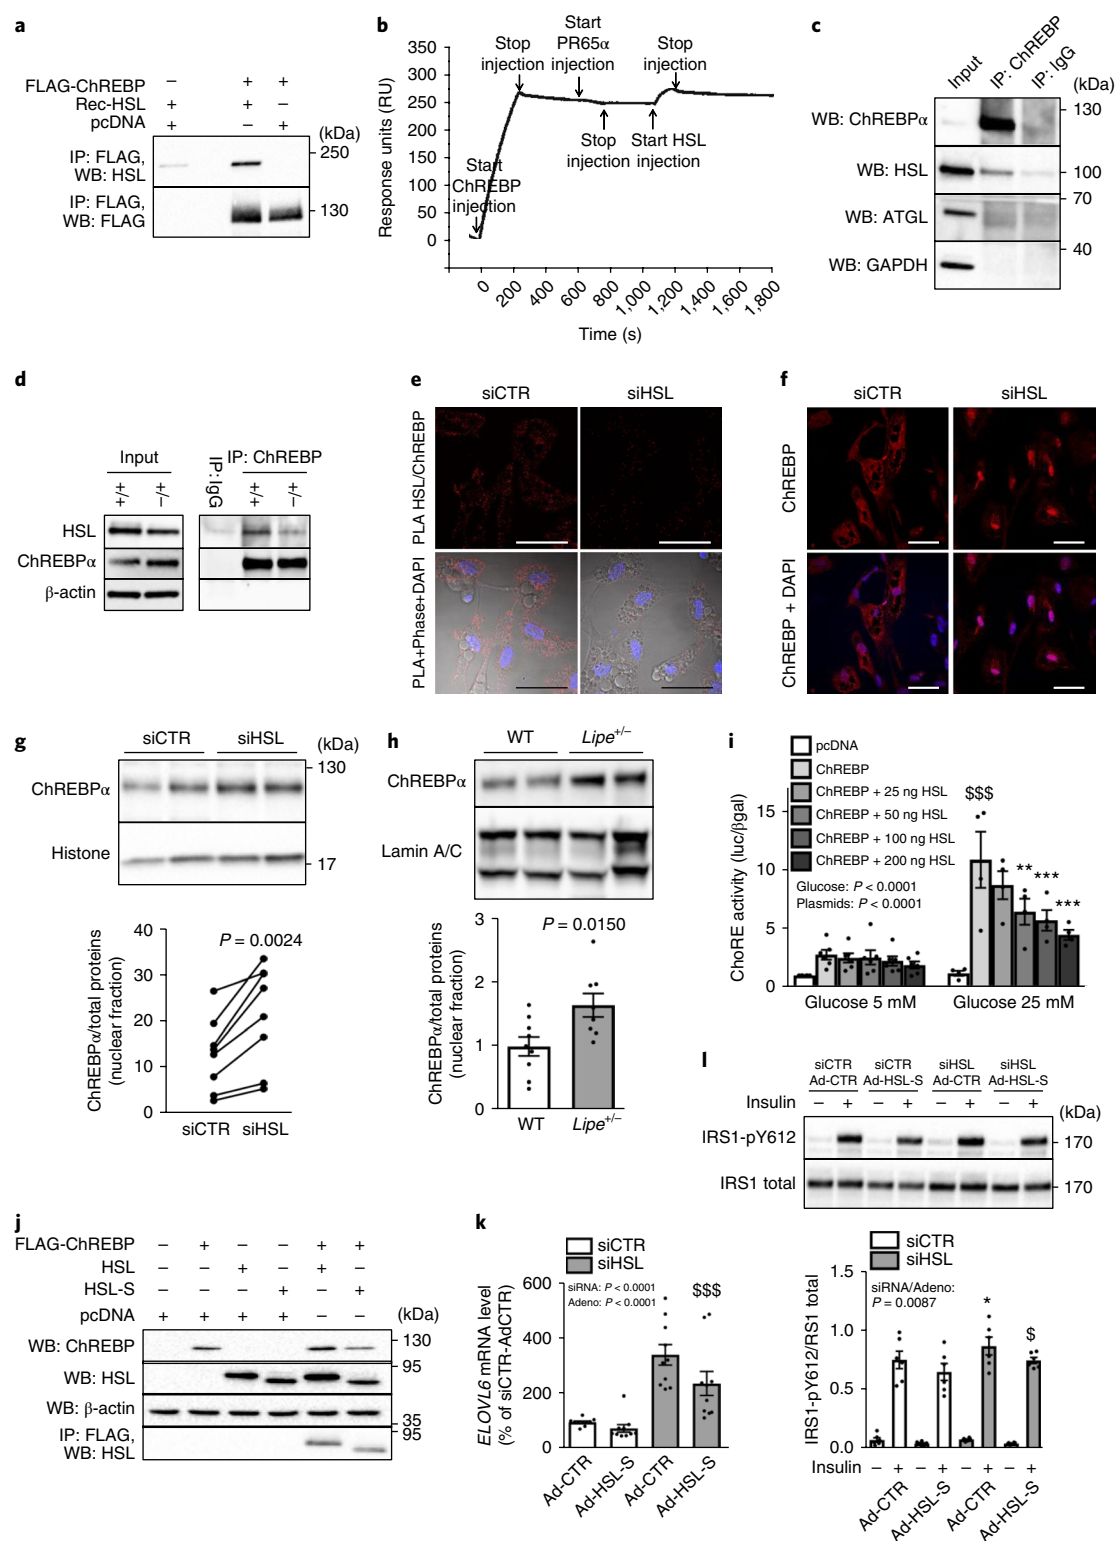 a
FLAG-ChREBP – + +
Rec-HSL + + –
pcDNA + – +
(kDa)
IP: FLAG,
WB: HSL
250
IP: FLAG,
WB: FLAG
130
b
Response units (RU)
350
300
250
200
150
100
50
0
Stop
injection
Start
PR65α
injection
Stop
injection
Start
ChREBP
injection
Stop
injection
Start HSL
injection
0 200 400 600 800 1,000 1,200 1,400 1,600 1,800
Time (s)
c
Input IP: ChREBP IP: IgG
(kDa)
WB: ChREBPα
130
WB: HSL
100
70
WB: ATGL
40
WB: GAPDH
d
Input IP: IgG IP: ChREBP
+/+ +/– +/+ +/–
HSL
ChREBPα
β-actin
e
siCTR siHSL
PLA HSL/ChREBP
PLA+Phase+DAPI
f
siCTR siHSL
ChREBP
ChREBP + DAPI
g
siCTR siHSL (kDa)
ChREBPα
130
Histone
17
ChREBPα/total proteins
(nuclear fraction)
40
30
20
10
0
P = 0.0024
siCTR siHSL
h
WT Lipe+/–
ChREBPα
Lamin A/C
ChREBPα/total proteins
(nuclear fraction)
3
2
1
0
P = 0.0150
WT Lipe+/–
i
pcDNA
ChREBP
ChREBP + 25 ng HSL
ChREBP + 50 ng HSL
ChREBP + 100 ng HSL
ChREBP + 200 ng HSL
Glucose: P < 0.0001
Plasmids: P < 0.0001
ChoRE activity (luc/βgal)
15
10
5
0
$$$
**
***
***
Glucose 5 mM Glucose 25 mM
l
siCTR siCTR siHSL siHSL
Ad-CTR Ad-HSL-S Ad-CTR Ad-HSL-S
Insulin – + – + – + – +
(kDa)
IRS1-pY612
170
IRS1 total
170
siCTR
siHSL
siRNA/Adeno:
P = 0.0087
IRS1-pY612/RS1 total
1.5
1.0
0.5
0.0
*
$
Insulin – + – + – + – +
Ad-CTR Ad-HSL-S Ad-CTR Ad-HSL-S
j
FLAG-ChREBP – + – – + +
HSL – – + – + –
HSL-S – – – + – +
pcDNA + + + + – –
(kDa)
WB: ChREBP
130
95
WB: HSL
WB: β-actin
35
95
IP: FLAG,
WB: HSL
k
siCTR
siHSL
siRNA: P < 0.0001
Adeno: P < 0.0001
$$$
ELOVL6 mRNA level
(% of siCTR-AdCTR)
600
400
200
0
Ad-CTR Ad-HSL-S Ad-CTR Ad-HSL-S